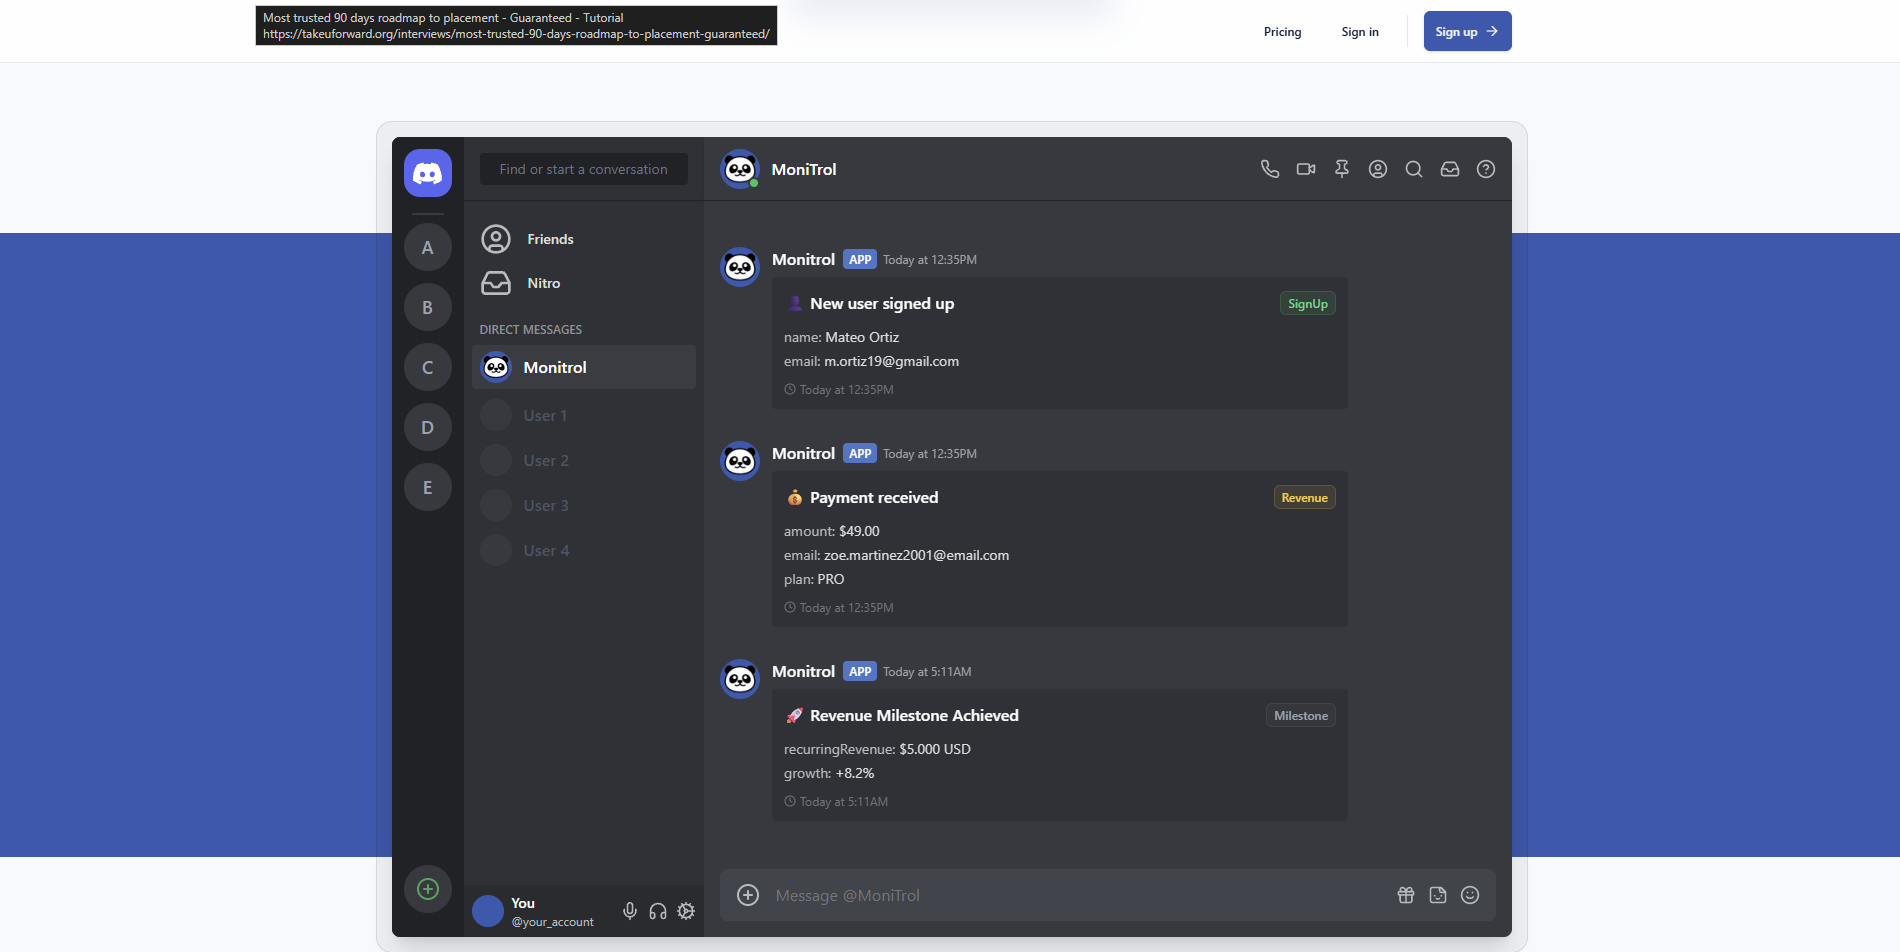 Most trusted 90 days roadmap to placement - Guaranteed - Tutorial
https://takeuforward.org/interviews/most-trusted-90-days-roadmap-to-placement-guaranteed/
Pricing
Sign in
Sign up
Find or start a conversation
MoniTrol
A
B
C
D
E
Friends
Nitro
DIRECT MESSAGES
Monitrol
User 1
User 2
User 3
User 4
You
@your_account
Monitrol APP Today at 12:35PM
New user signed up SignUp
name: Mateo Ortiz
email: m.ortiz19@gmail.com
Today at 12:35PM
Monitrol APP Today at 12:35PM
Payment received Revenue
amount: $49.00
email: zoe.martinez2001@email.com
plan: PRO
Today at 12:35PM
Monitrol APP Today at 5:11AM
Revenue Milestone Achieved Milestone
recurringRevenue: $5.000 USD
growth: +8.2%
Today at 5:11AM
Message @MoniTrol